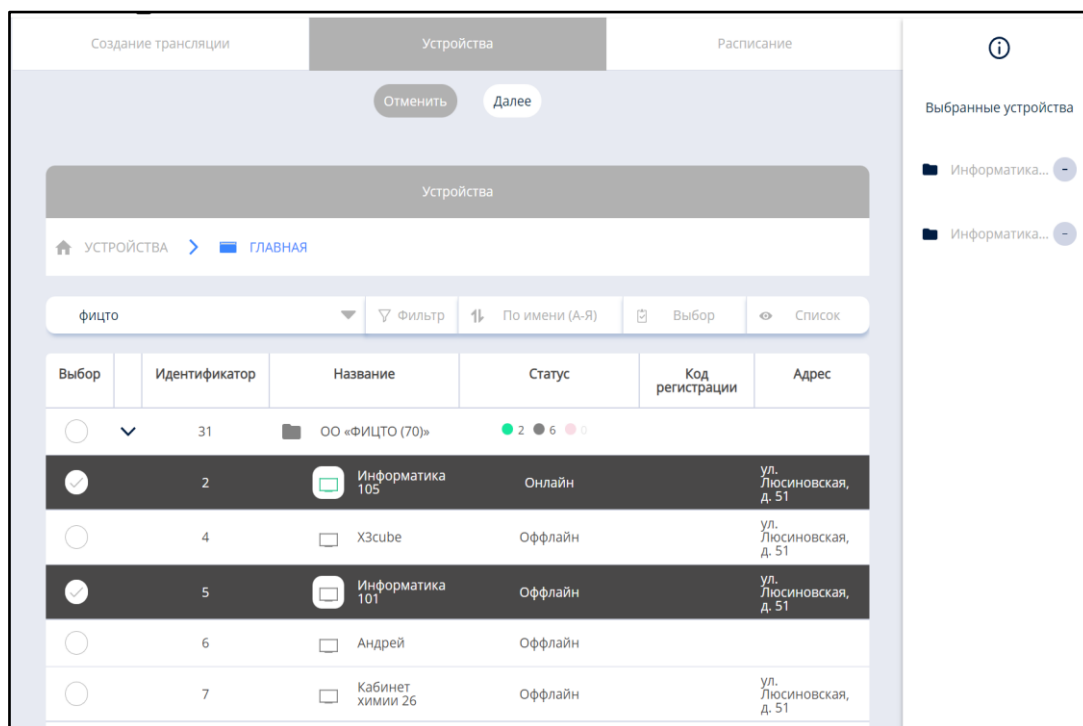 Создание трансляции
Устройства
Расписание
Отменить
Далее
Выбранные устройства
Информатика... -
Информатика... -
Устройства
УСТРОЙСТВА
ГЛАВНАЯ
фицто
Фильтр
По имени (А-Я)
Выбор
Список
Выбор
Идентификатор
Название
Статус
Код
регистрации
Адрес
31
ОО «ФИЦТО (70)»
2 6 0
2
Информатика
105
Онлайн
ул.
Люсиновская,
д. 51
4
X3cube
Оффлайн
ул.
Люсиновская,
д. 51
5
Информатика
101
Оффлайн
ул.
Люсиновская,
д. 51
6
Андрей
Оффлайн
7
Кабинет
химии 26
Оффлайн
ул.
Люсиновская,
д. 51